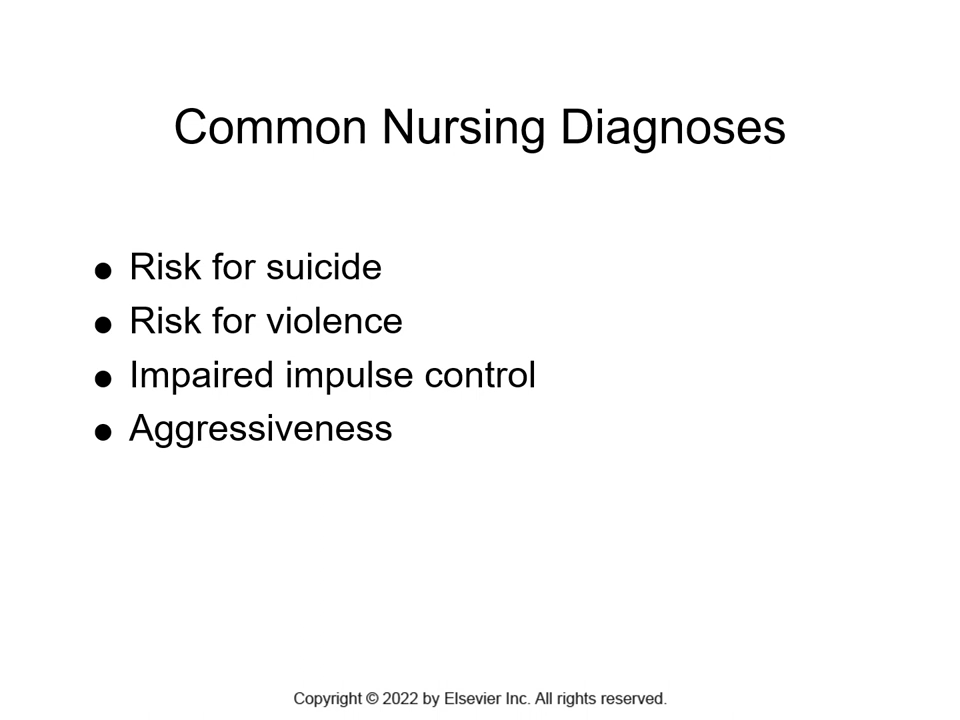 Common Nursing Diagnoses
● Risk for suicide
● Risk for violence
● Impaired impulse control
● Aggressiveness
Copyright © 2022 by Elsevier Inc. All rights reserved.